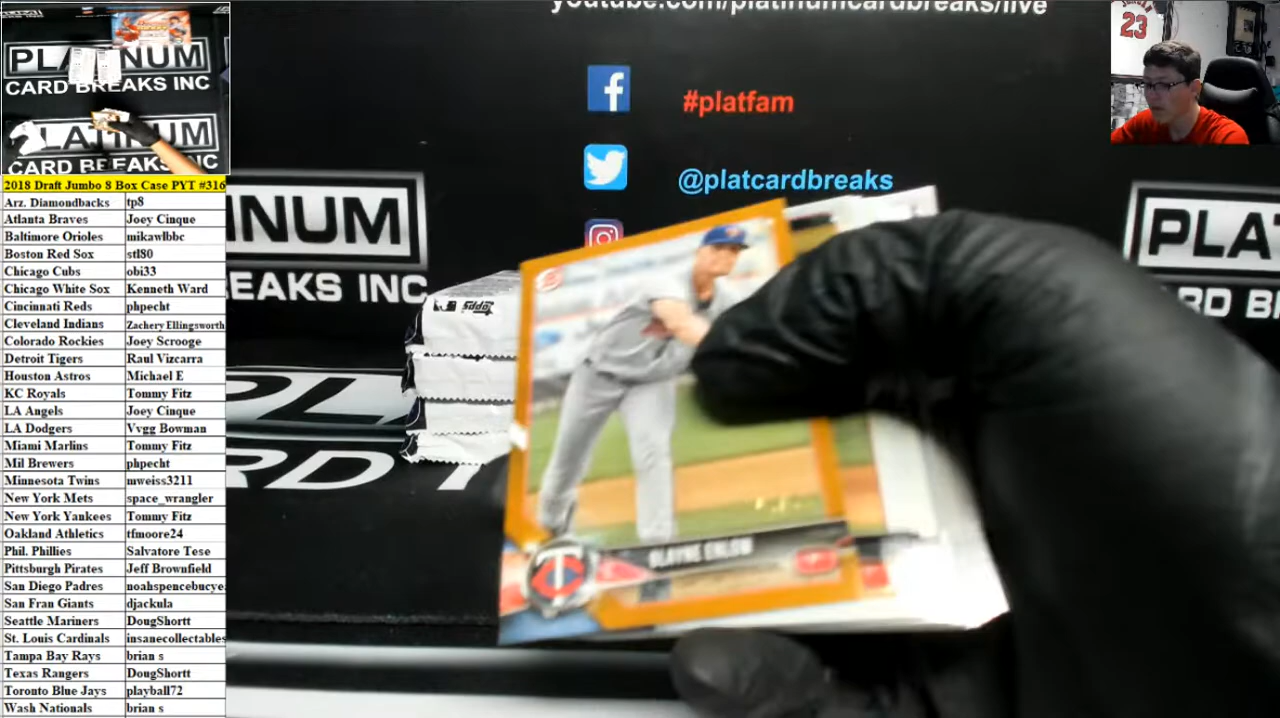 youtube.com/platinumcardbreaks/live
#platfam
@platcardbreaks
PLATINUM
CARD BREAKS INC
PLATINUM
CARD BREAKS INC
2018 Draft Jumbo 8 Box Case PYT #316
Arz. Diamondbacks tp8
Atlanta Braves Joey Cinque
Baltimore Orioles mikawlbbc
Boston Red Sox stl80
Chicago Cubs obi33
Chicago White Sox Kenneth Ward
Cincinnati Reds phpecht
Cleveland Indians Zachery Ellingsworth
Colorado Rockies Joey Scrooge
Detroit Tigers Raul Vizcarra
Houston Astros Michael E
KC Royals Tommy Fitz
LA Angels Joey Cinque
LA Dodgers Vvgg Bowman
Miami Marlins Tommy Fitz
Mil Brewers phpecht
Minnesota Twins mweiss3211
New York Mets space_wrangler
New York Yankees Tommy Fitz
Oakland Athletics tfmoore24
Phil. Phillies Salvatore Tese
Pittsburgh Pirates Jeff Brownfield
San Diego Padres noahspencebucye
San Fran Giants djackula
Seattle Mariners DougShortt
St. Louis Cardinals insanecollectables
Tampa Bay Rays brian s
Texas Rangers DougShortt
Toronto Blue Jays playball72
Wash Nationals brian s
INUM
EAKS INC
Topps
PL
RD
BLAYNE ENLOW
PLA
RD BR
23